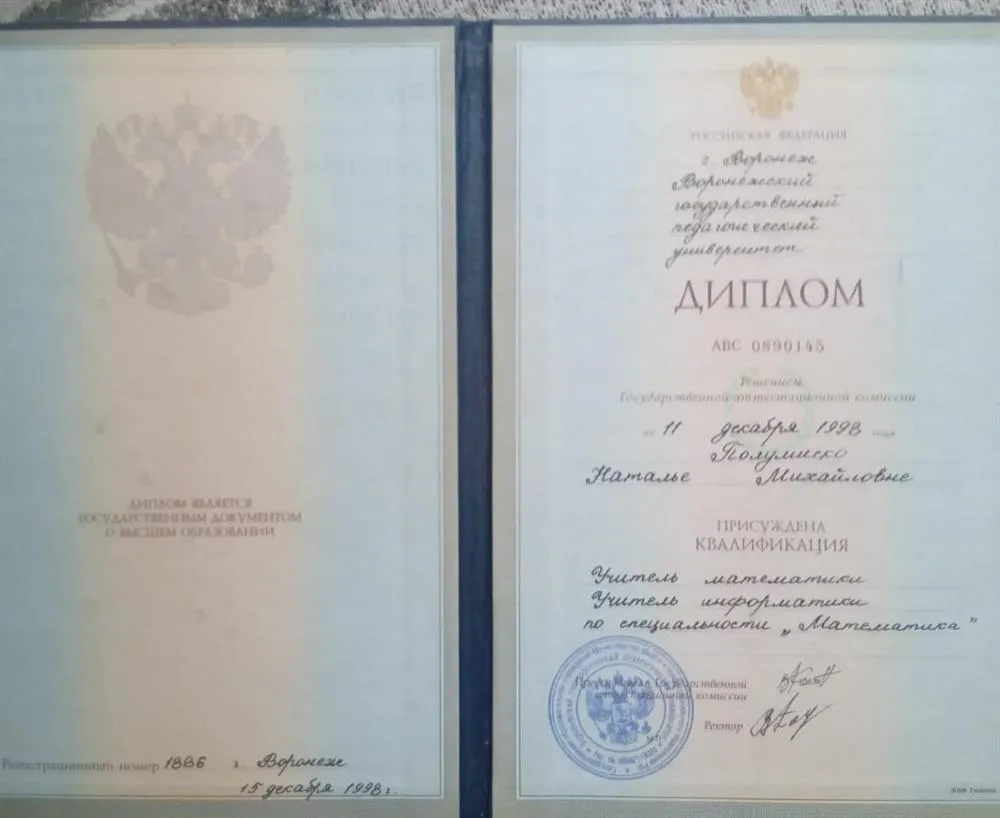 ДИПЛОМ ЯВЛЯЕТСЯ
ГОСУДАРСТВЕННЫМ ДОКУМЕНТОМ
О ВЫСШЕМ ОБРАЗОВАНИИ
Регистрационный номер 1886 г. Воронеж
15 декабря 1998 г.
РОССИЙСКАЯ ФЕДЕРАЦИЯ
г. Воронеж
Воронежский
государственный
педагогический
университет
ДИПЛОМ
АВС 0890145
Решением
Государственной аттестационной комиссии
от 11 декабря 1998 года
Полумиско
Наталье Михайловне
ПРИСУЖДЕНА
КВАЛИФИКАЦИЯ
Учитель математики
Учитель информатики
по специальности „Математика"
Председатель Государственной
аттестационной комиссии
Ректор